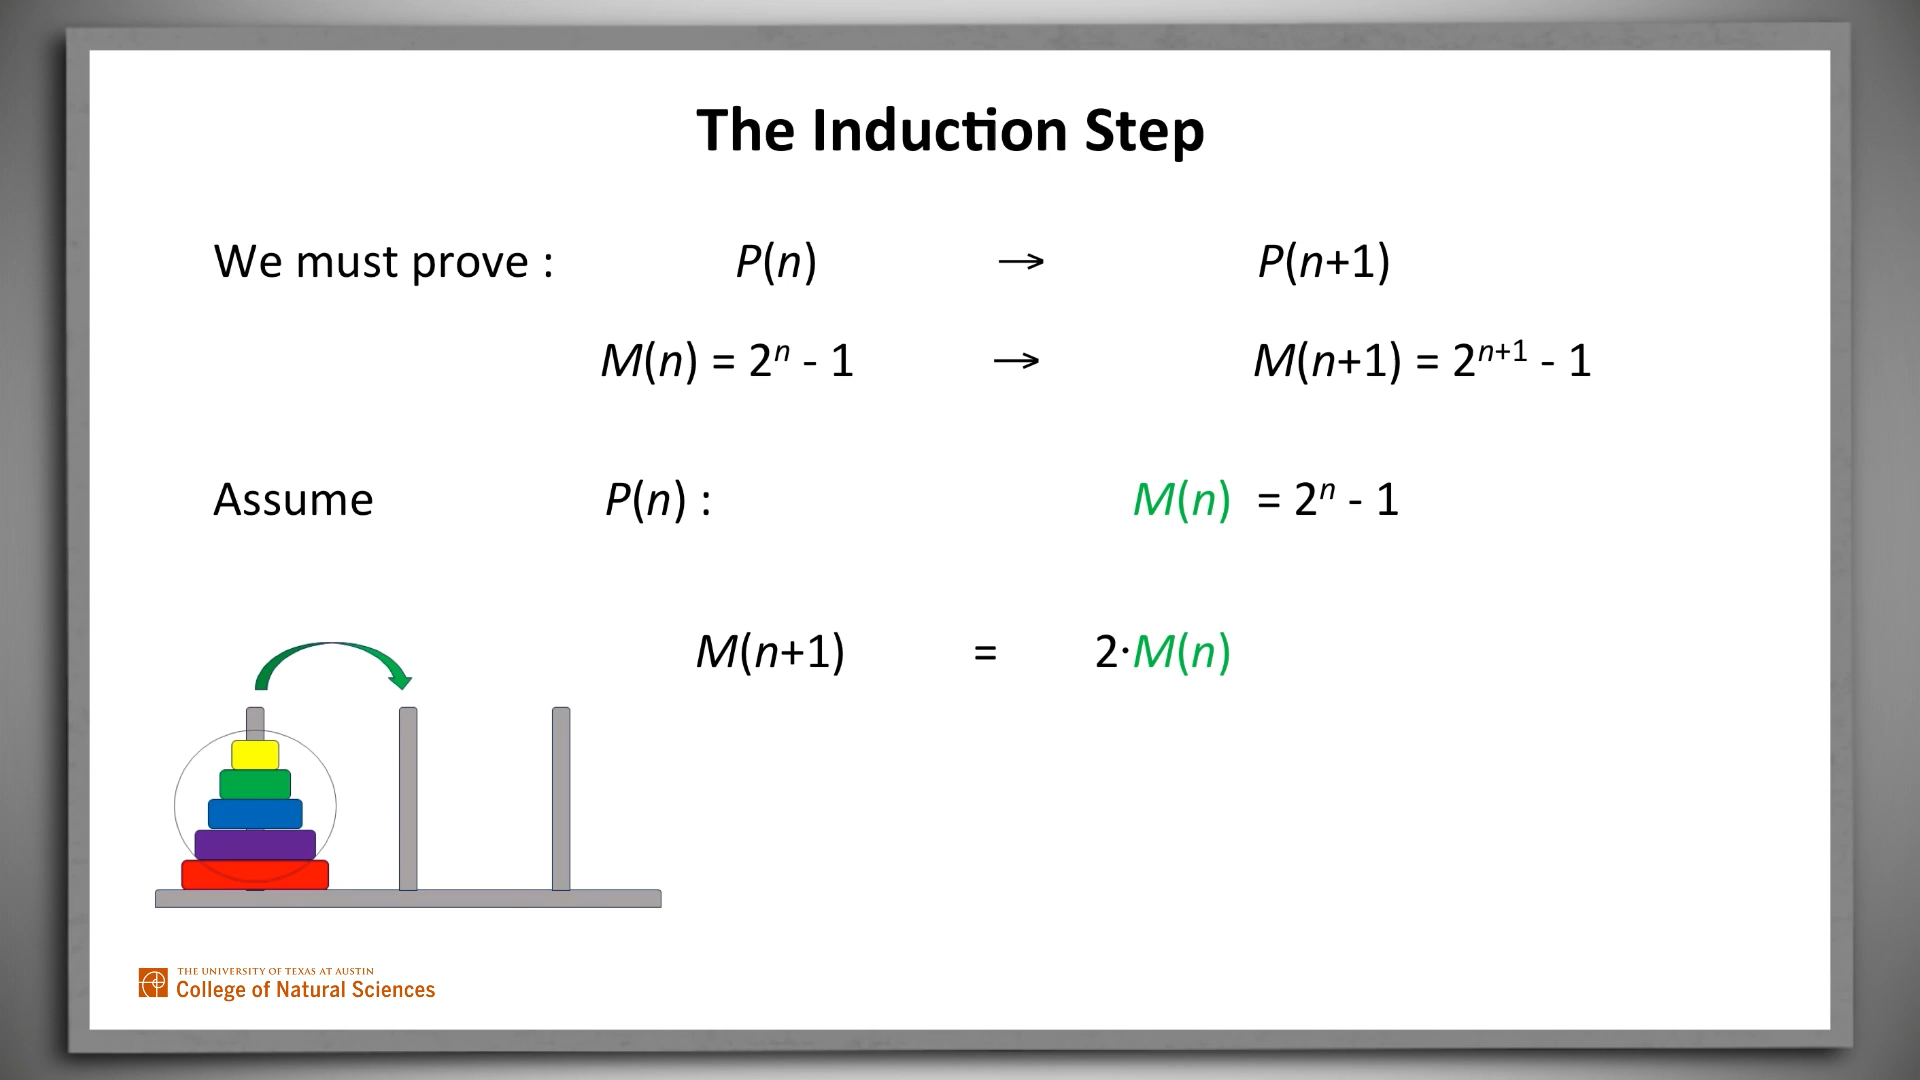 The Induction Step
We must prove : P(n) → P(n+1)
M(n) = 2ⁿ - 1 → M(n+1) = 2ⁿ⁺¹ - 1
Assume P(n) : M(n) = 2ⁿ - 1
M(n+1) = 2·M(n)
THE UNIVERSITY OF TEXAS AT AUSTIN
College of Natural Sciences